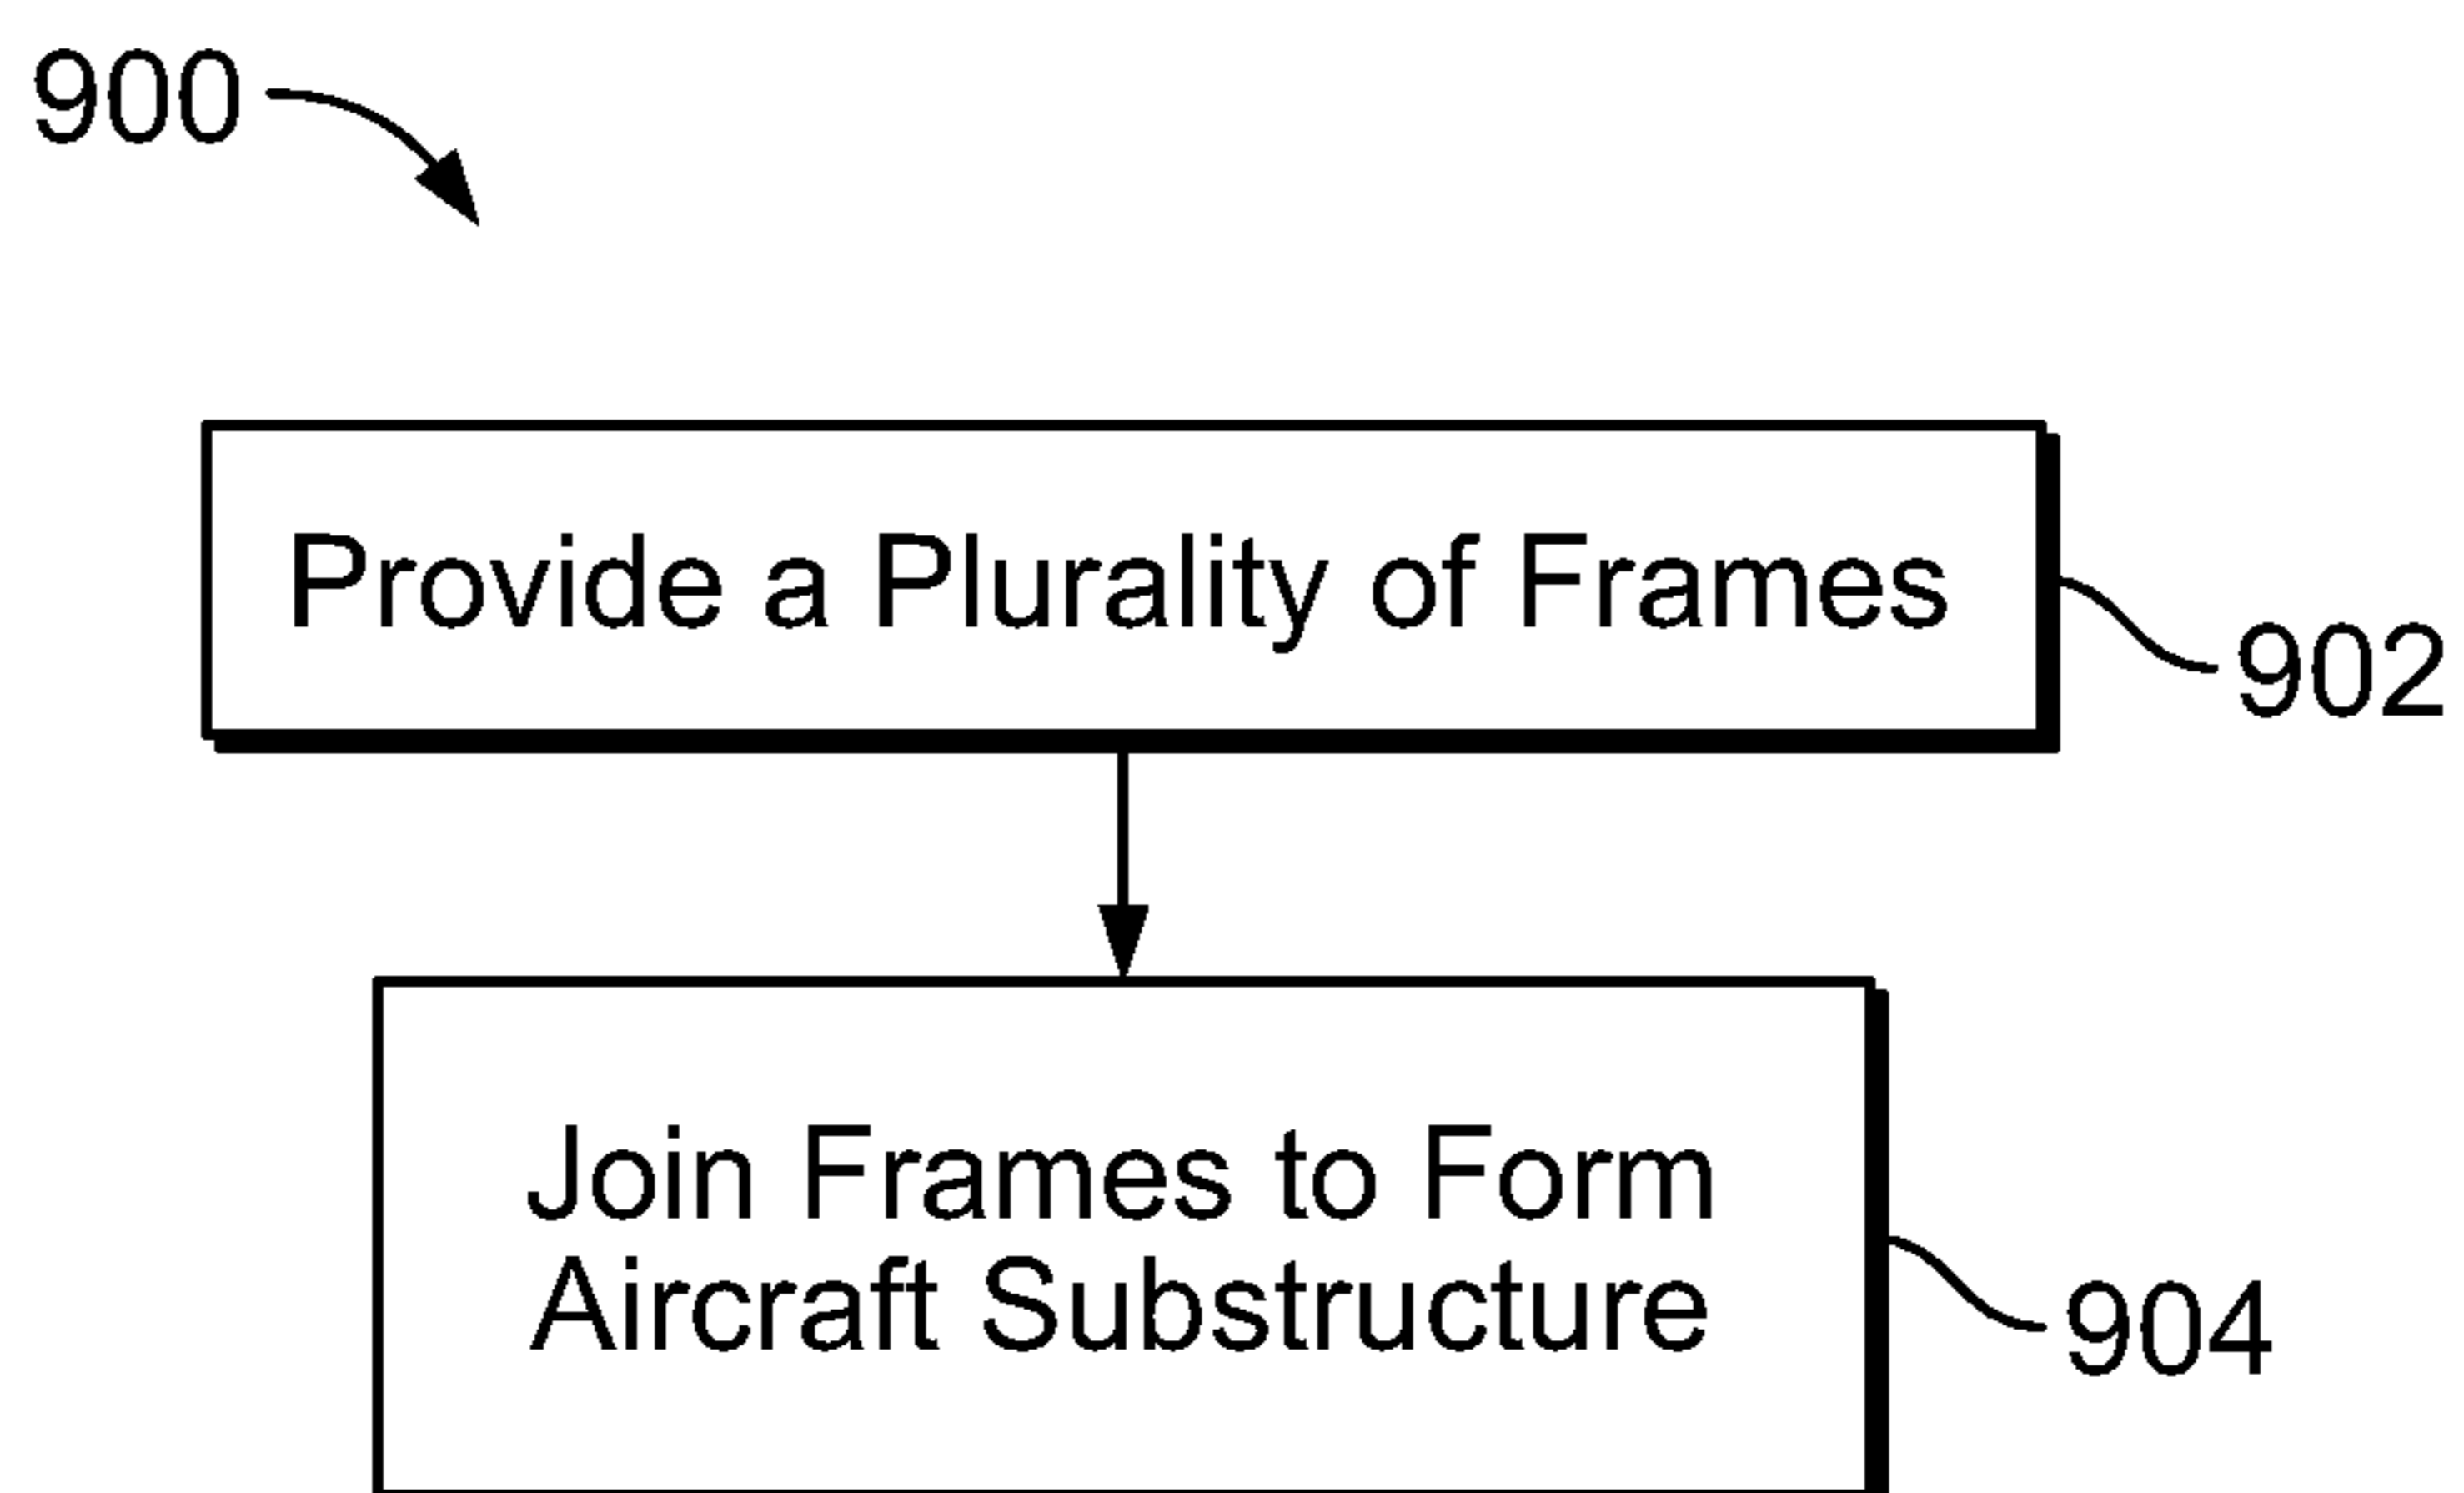 900
Provide a Plurality of Frames
902
Join Frames to Form
Aircraft Substructure
904